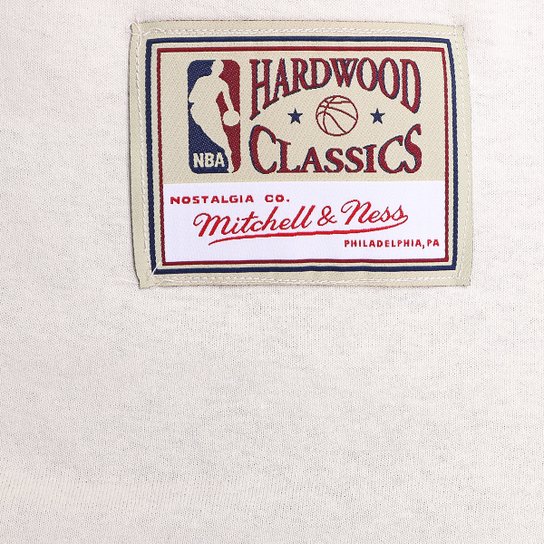 HARDWOOD
CLASSICS
NBA
NOSTALGIA CO.
Mitchell & Ness
PHILADELPHIA, PA